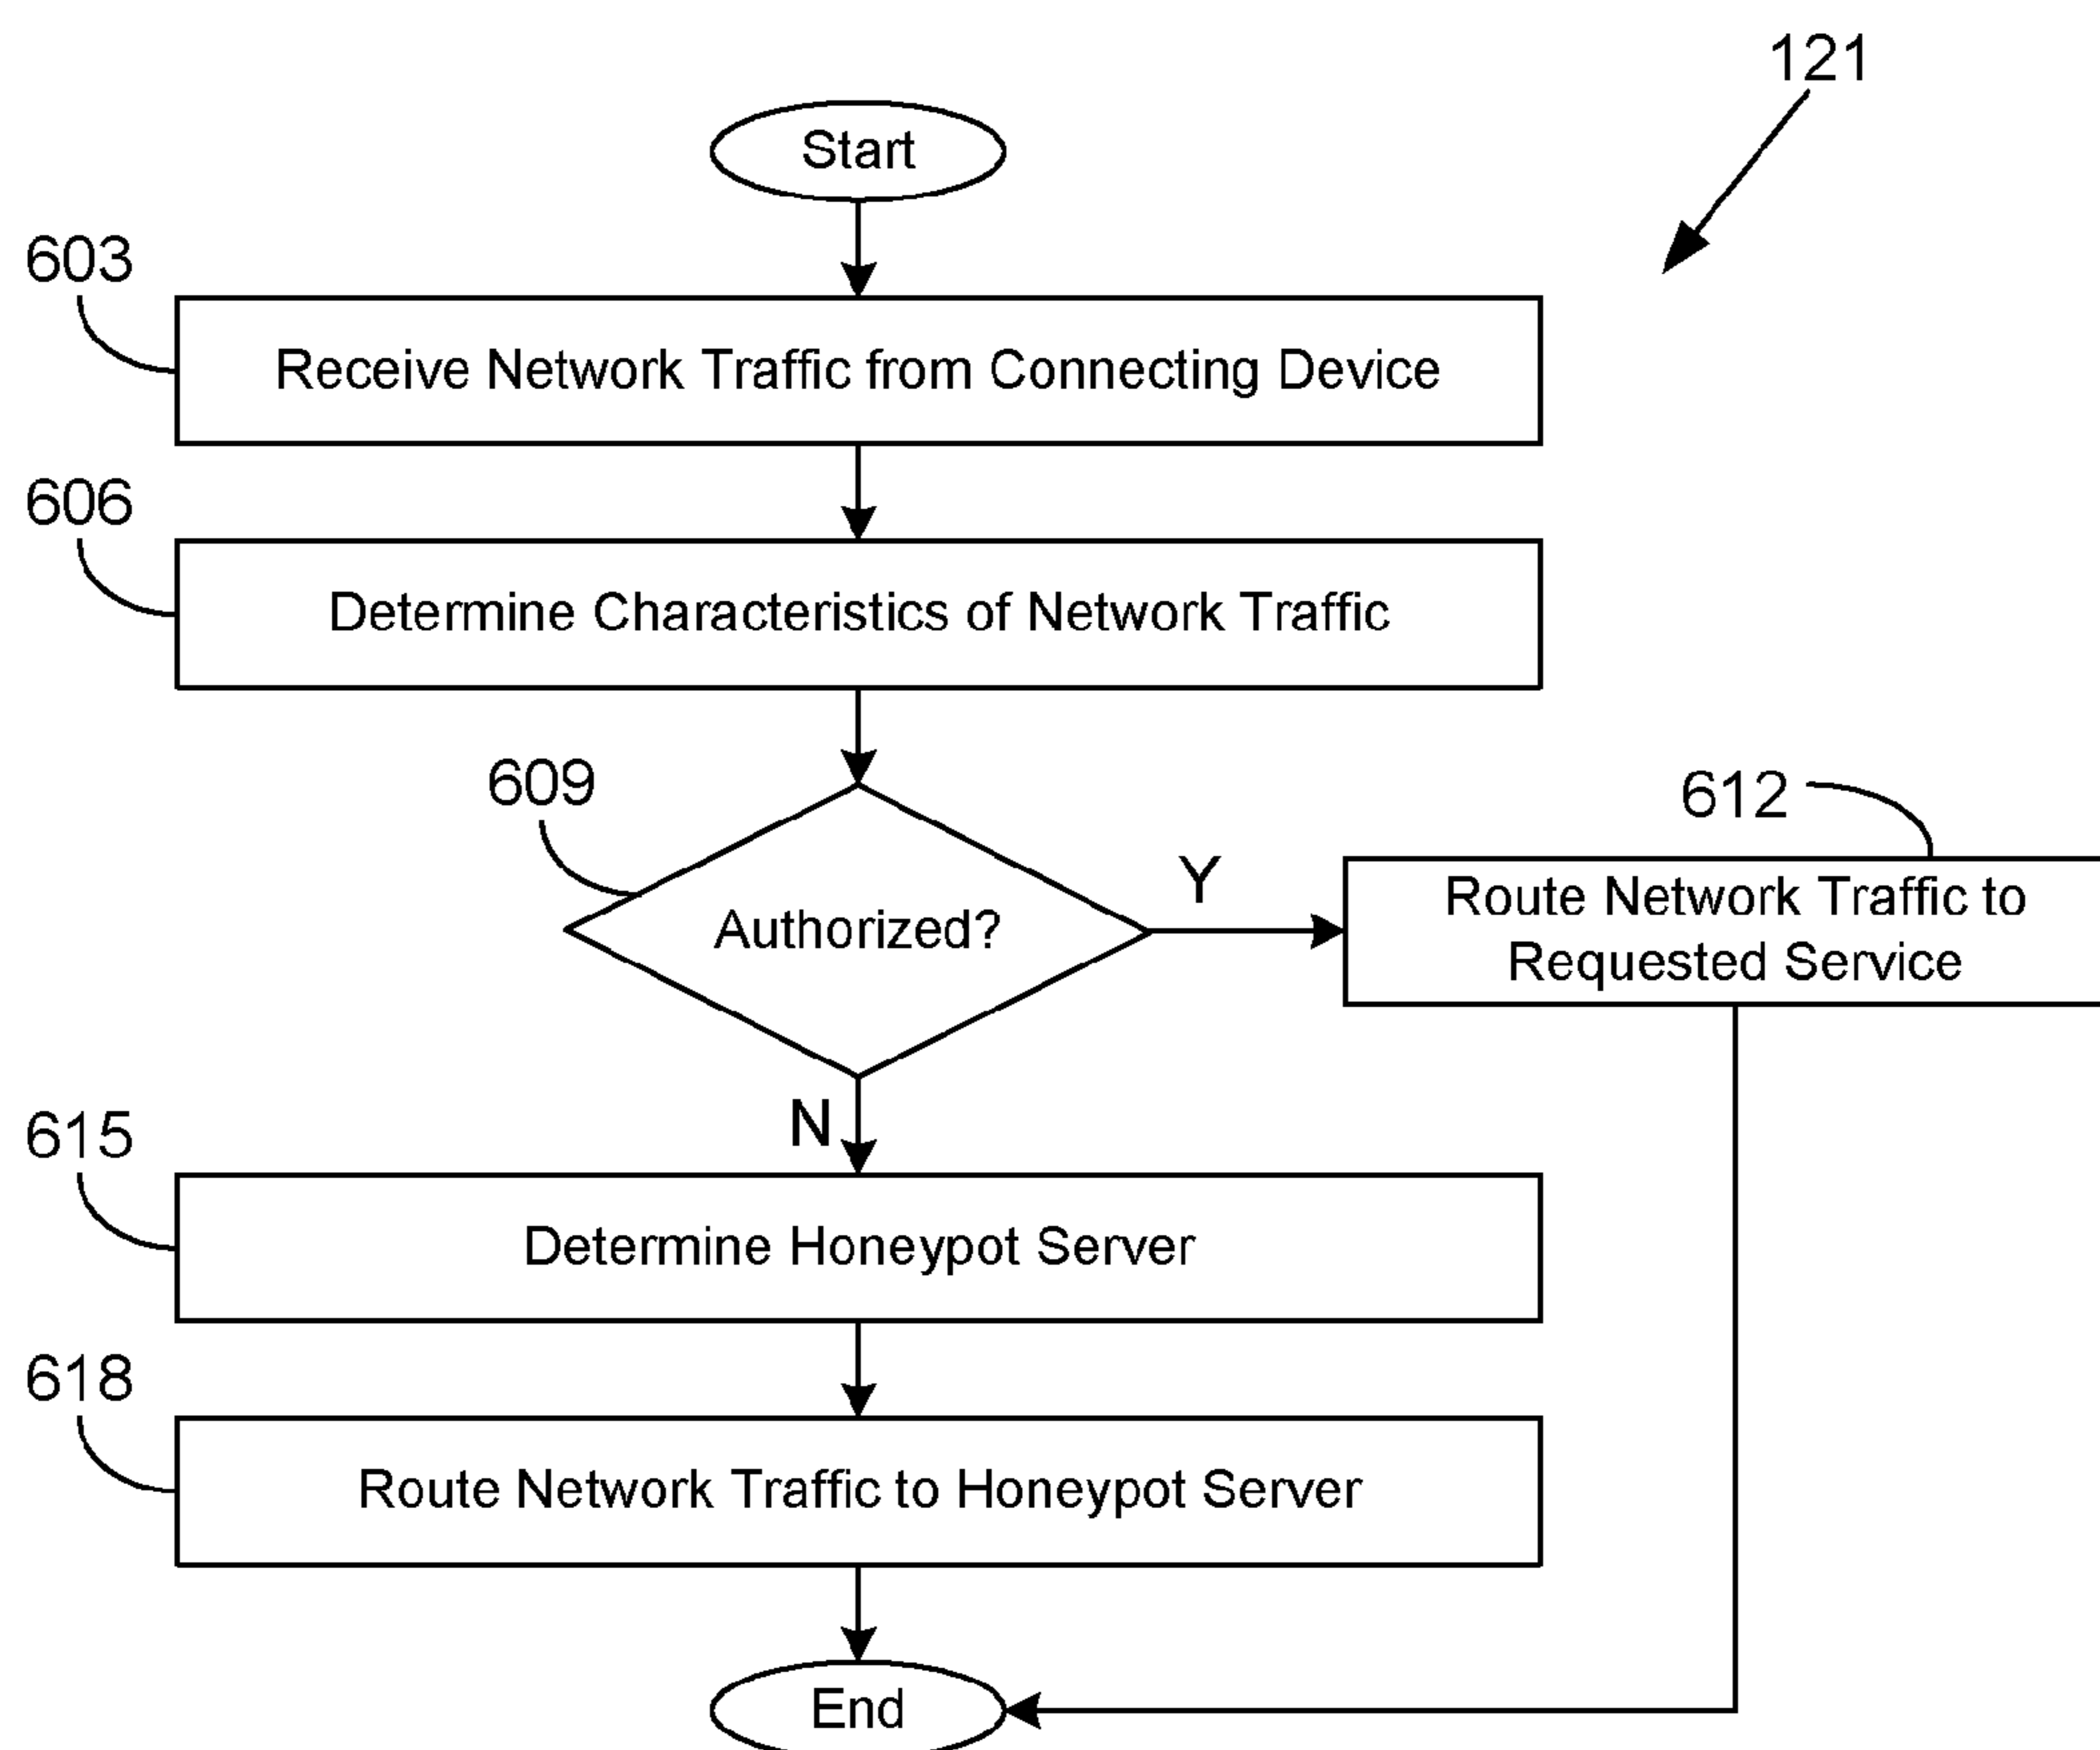 121
Start
603
Receive Network Traffic from Connecting Device
606
Determine Characteristics of Network Traffic
609
Authorized?
Y
612
Route Network Traffic to
Requested Service
N
615
Determine Honeypot Server
618
Route Network Traffic to Honeypot Server
End